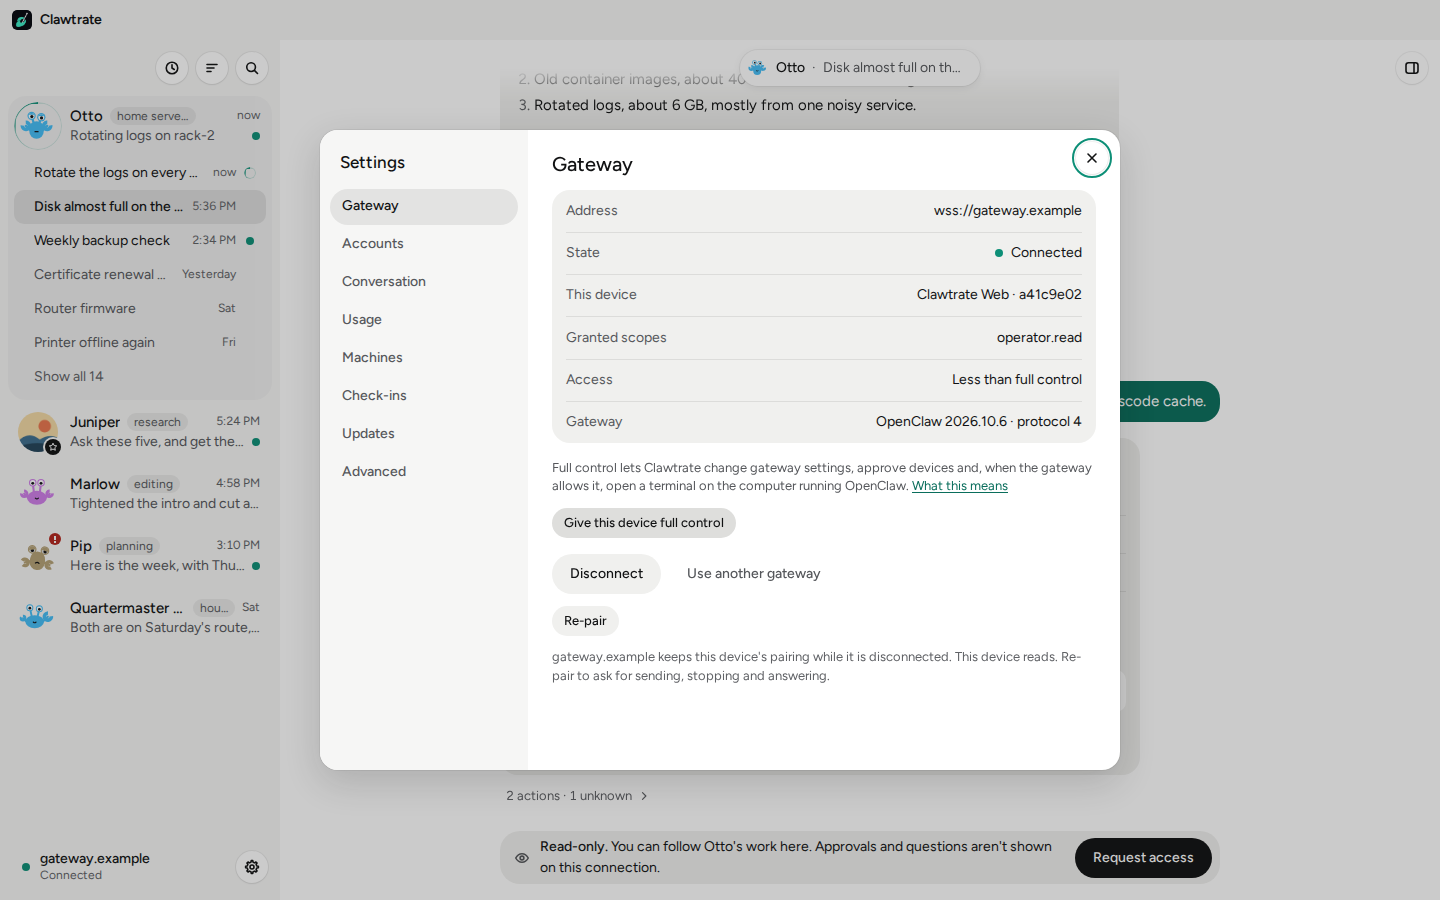 Clawtrate
Otto home serve... now
Rotating logs on rack-2
Rotate the logs on every ... now
Disk almost full on the ... 5:36 PM
Weekly backup check 2:34 PM
Certificate renewal ... Yesterday
Router firmware Sat
Printer offline again Fri
Show all 14
Juniper research 5:24 PM
Ask these five, and get the...
Marlow editing 4:58 PM
Tightened the intro and cut a...
Pip planning 3:10 PM
Here is the week, with Thu...
Quartermaster ... hou... Sat
Both are on Saturday's route,...
gateway.example
Connected
Otto · Disk almost full on th...
2. Old container images, about 40
3. Rotated logs, about 6 GB, mostly from one noisy service.
scode cache.
Settings
Gateway
Accounts
Conversation
Usage
Machines
Check-ins
Updates
Advanced
Gateway
Address wss://gateway.example
State Connected
This device Clawtrate Web · a41c9e02
Granted scopes operator.read
Access Less than full control
Gateway OpenClaw 2026.10.6 · protocol 4
Full control lets Clawtrate change gateway settings, approve devices and, when the gateway
allows it, open a terminal on the computer running OpenClaw. What this means
Give this device full control
Disconnect Use another gateway
Re-pair
gateway.example keeps this device's pairing while it is disconnected. This device reads. Re-
pair to ask for sending, stopping and answering.
2 actions · 1 unknown
Read-only. You can follow Otto's work here. Approvals and questions aren't shown
on this connection.
Request access